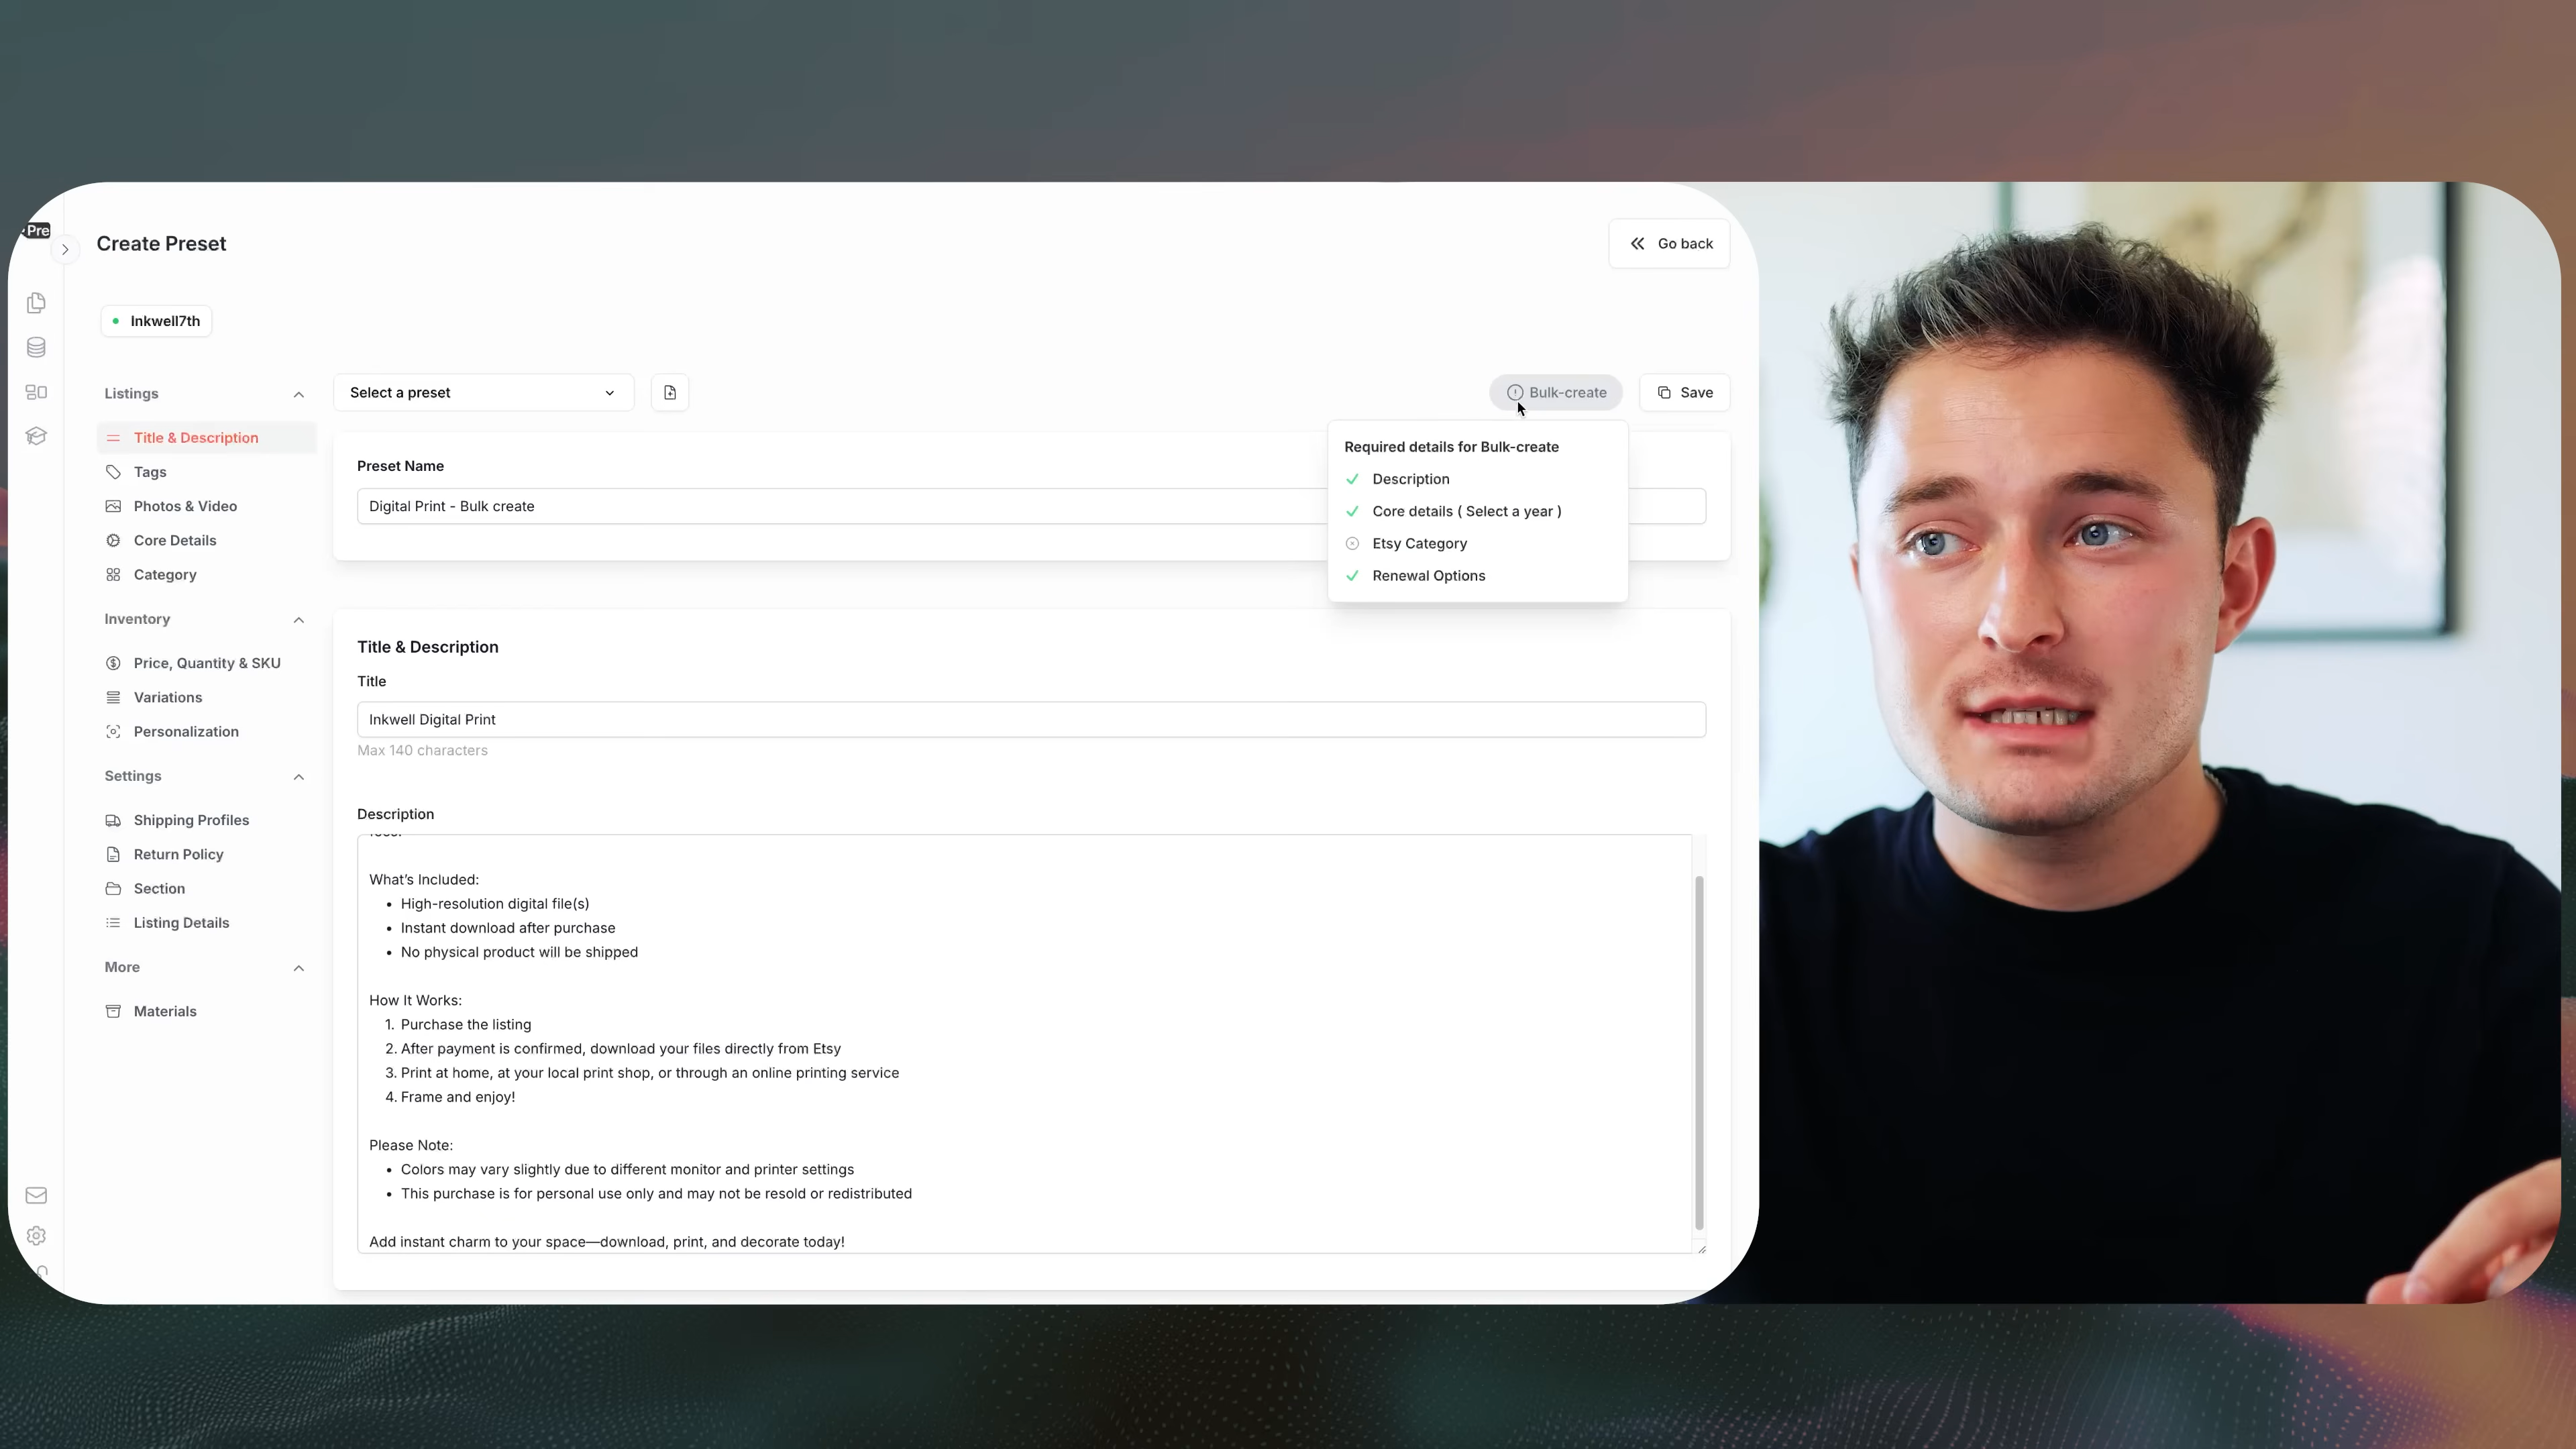 Pre
Create Preset
Go back
Inkwell7th
Listings
Title & Description
Tags
Photos & Video
Core Details
Category
Inventory
Price, Quantity & SKU
Variations
Personalization
Settings
Shipping Profiles
Return Policy
Section
Listing Details
More
Materials
Select a preset
Bulk-create
Save
Required details for Bulk-create
Description
Core details ( Select a year )
Etsy Category
Renewal Options
Preset Name
Digital Print - Bulk create
Title & Description
Title
Inkwell Digital Print
Max 140 characters
Description
What’s Included:
• High-resolution digital file(s)
• Instant download after purchase
• No physical product will be shipped
How It Works:
1. Purchase the listing
2. After payment is confirmed, download your files directly from Etsy
3. Print at home, at your local print shop, or through an online printing service
4. Frame and enjoy!
Please Note:
• Colors may vary slightly due to different monitor and printer settings
• This purchase is for personal use only and may not be resold or redistributed
Add instant charm to your space—download, print, and decorate today!